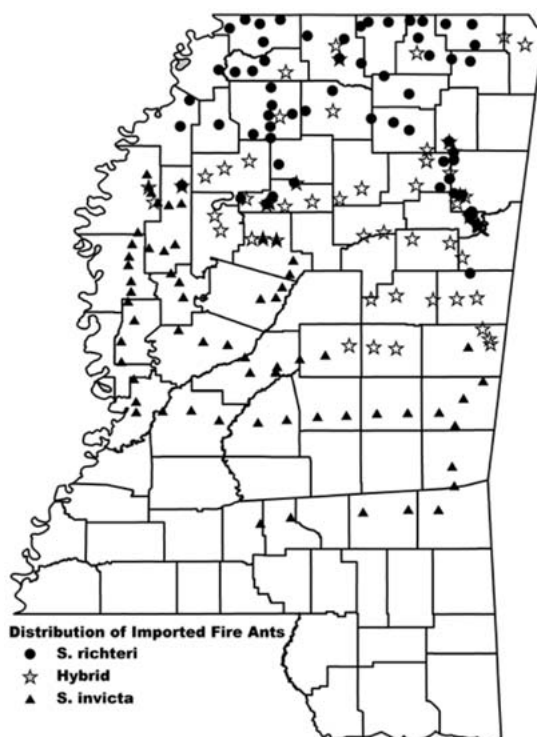 Distribution of Imported Fire Ants
S. richteri
Hybrid
S. invicta